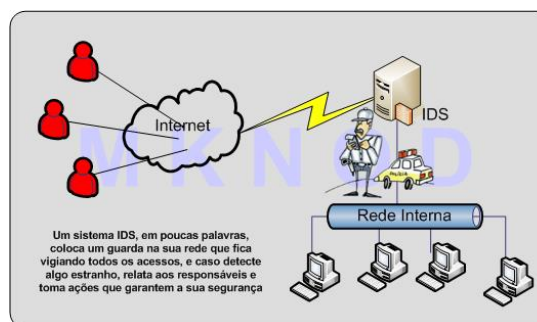 Internet
IDS
MKNOD
POLÍCIA
Rede Interna
Um sistema IDS, em poucas palavras,
coloca um guarda na sua rede que fica
vigiando todos os acessos, e caso detecte
algo estranho, relata aos responsáveis e
toma ações que garantem a sua segurança